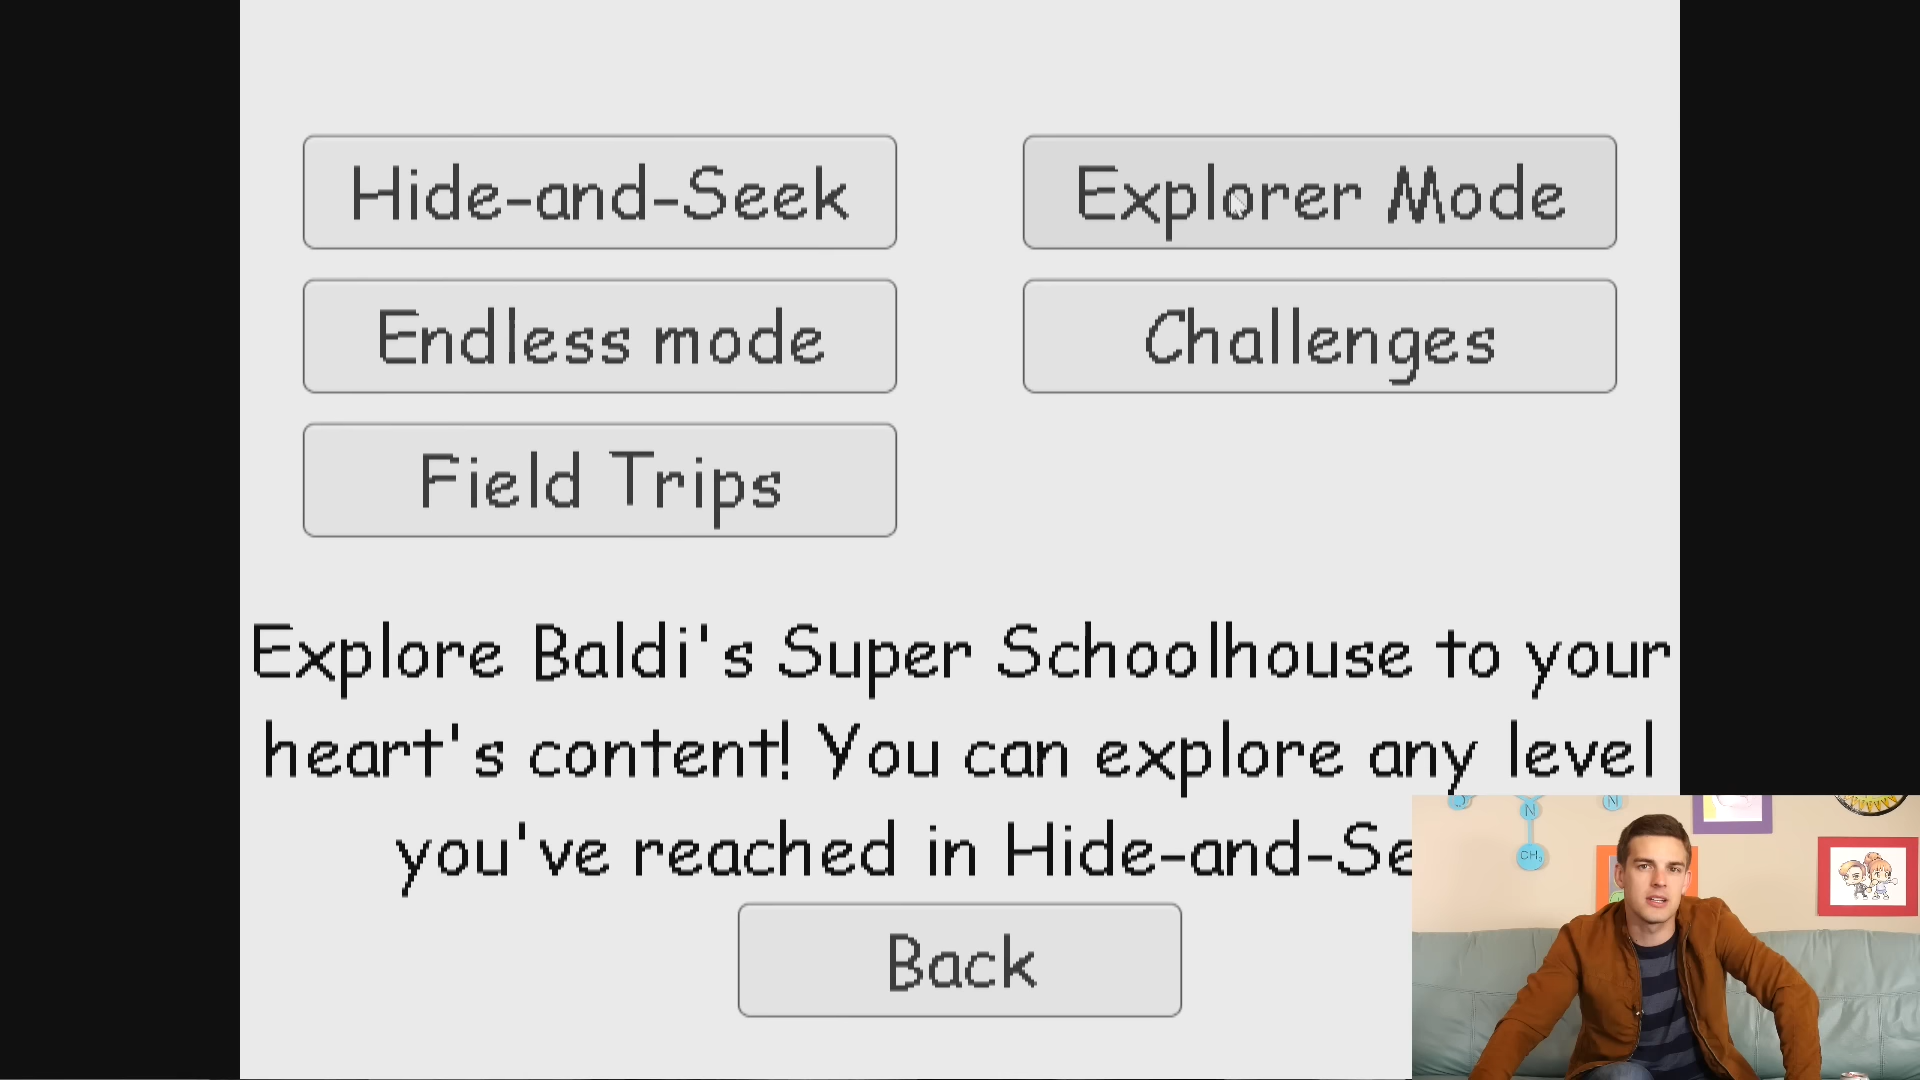 Hide-and-Seek
Explorer Mode
Endless mode
Challenges
Field Trips
Explore Baldi's Super Schoolhouse to your
heart's content! You can explore any level
you've reached in Hide-and-Se
Back
N
N
CH₃